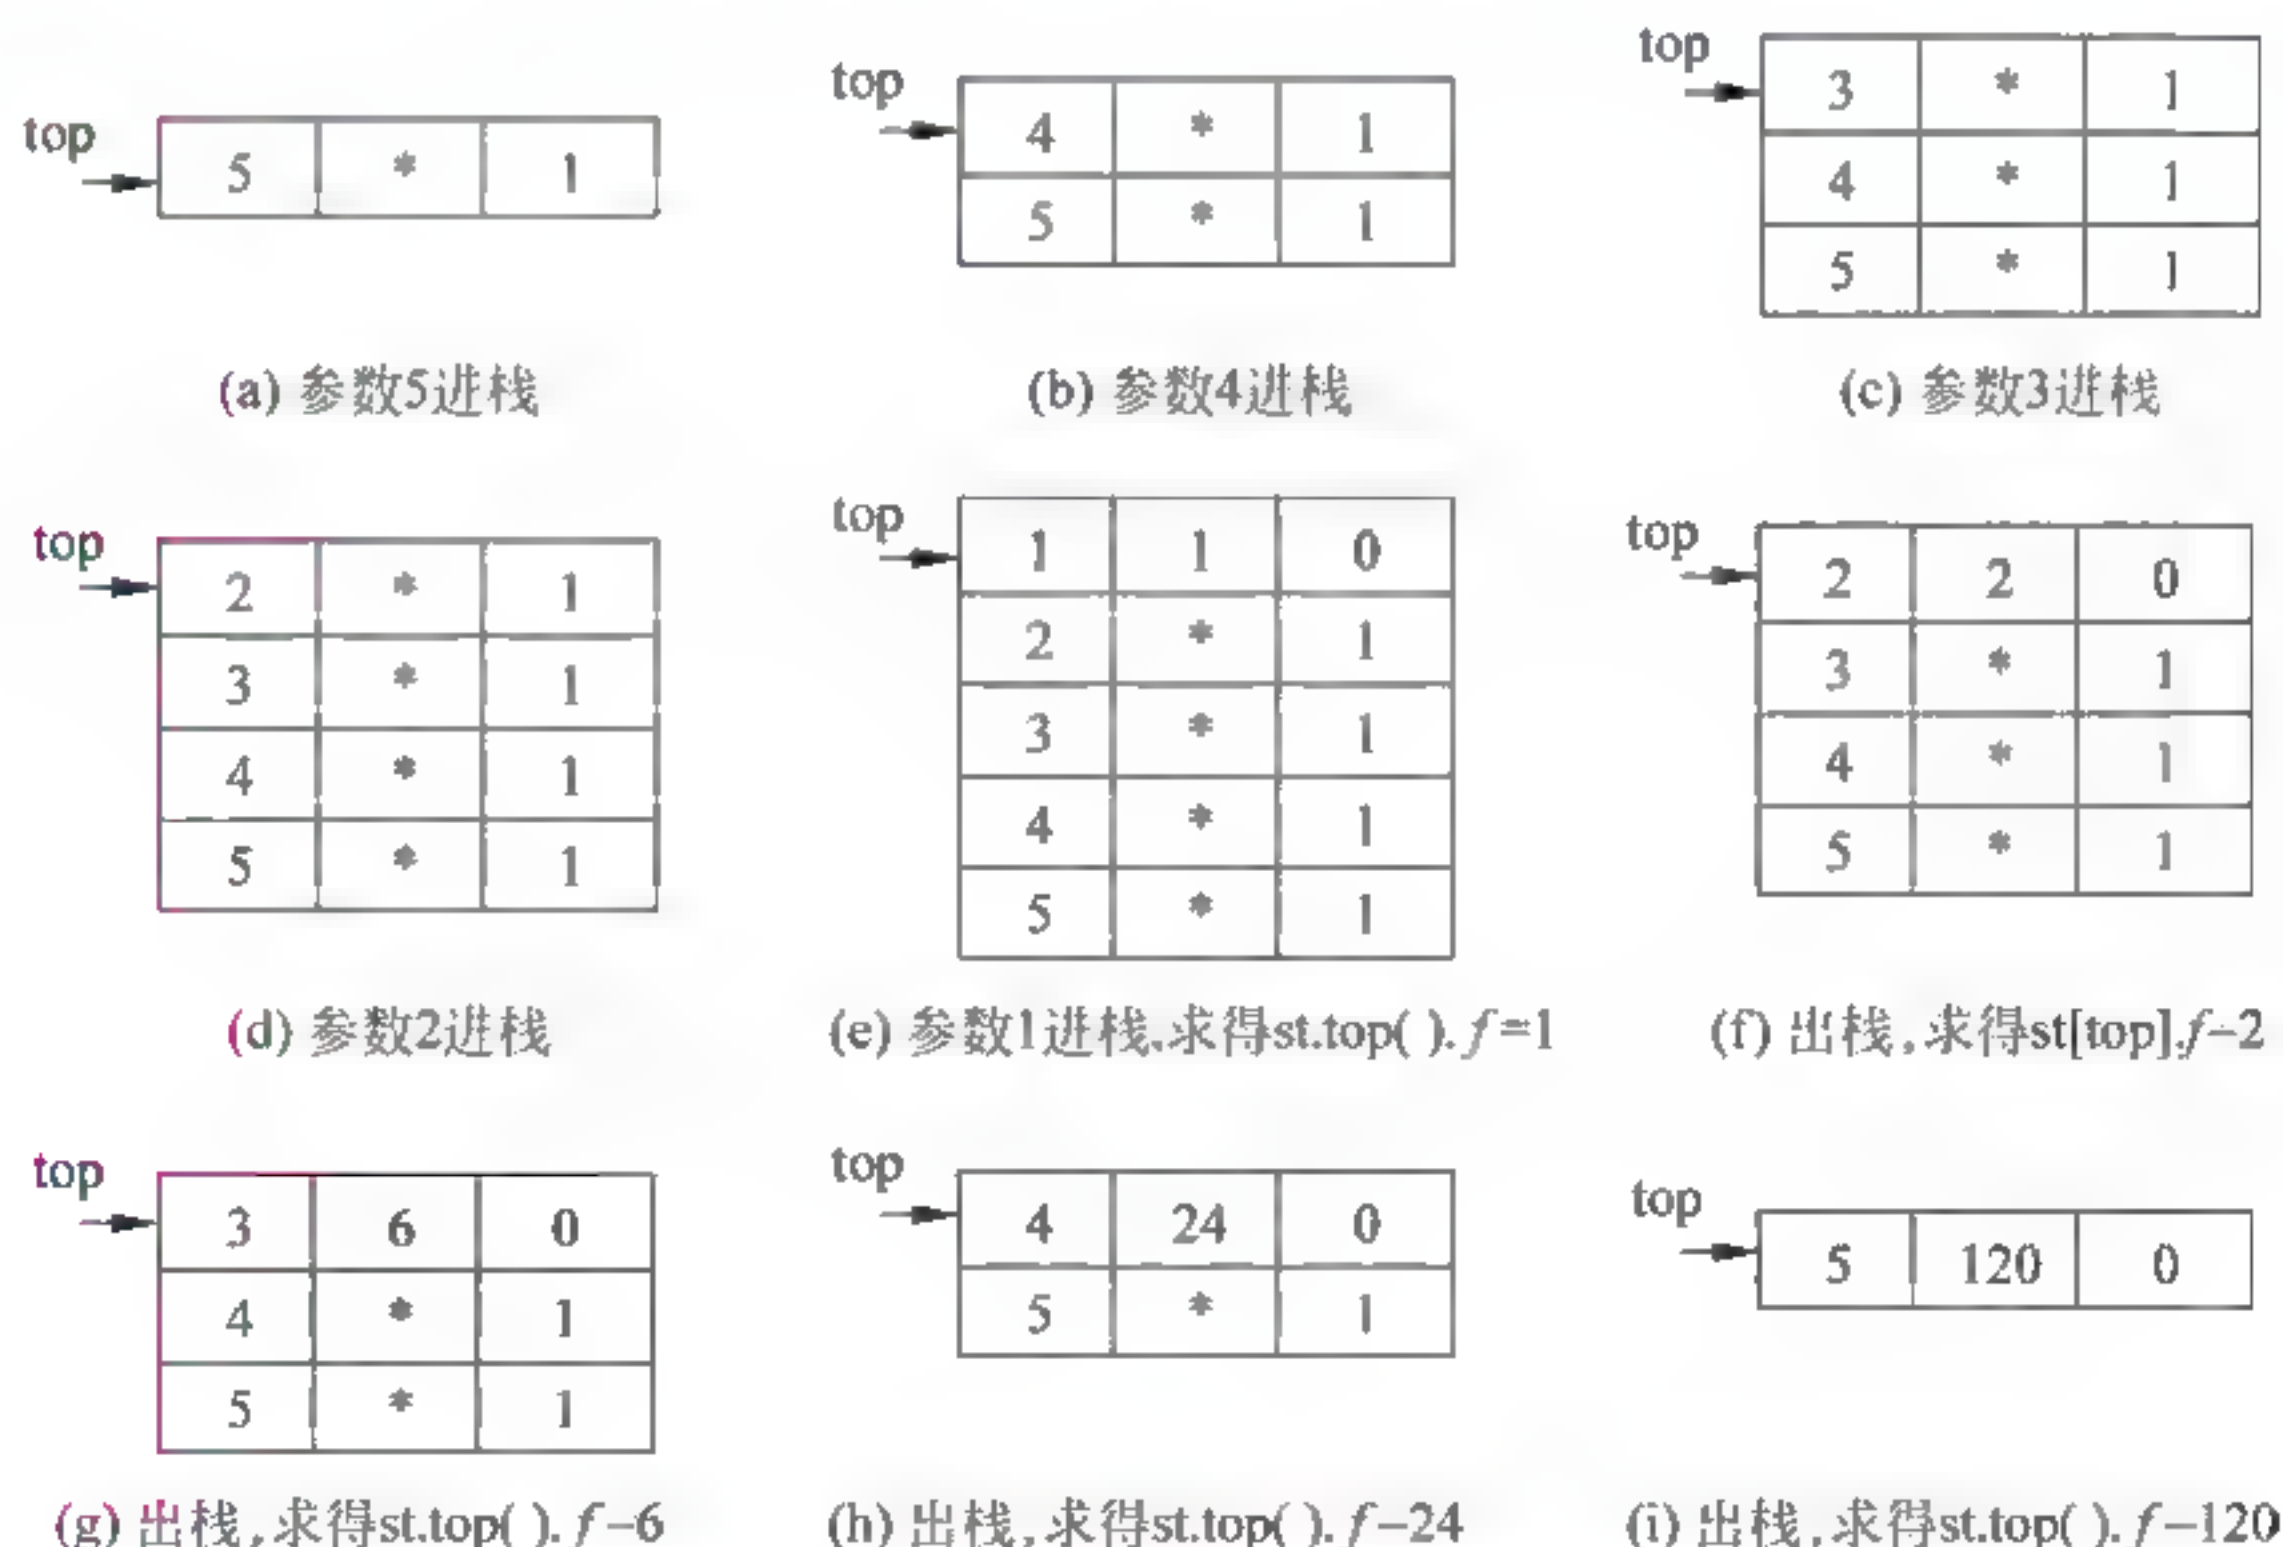 top
5 * 1
(a) 参数5进栈
top
4 * 1
5 * 1
(b) 参数4进栈
top
3 * 1
4 * 1
5 * 1
(c) 参数3进栈
top
2 * 1
3 * 1
4 * 1
5 * 1
(d) 参数2进栈
top
1 1 0
2 * 1
3 * 1
4 * 1
5 * 1
(e) 参数1进栈,求得st.top( ).f=1
top
2 2 0
3 * 1
4 * 1
5 * 1
(f) 出栈,求得st[top].f-2
top
3 6 0
4 * 1
5 * 1
(g) 出栈,求得st.top( ).f-6
top
4 24 0
5 * 1
(h) 出栈,求得st.top( ).f-24
top
5 120 0
(i) 出栈,求得st.top( ).f-120